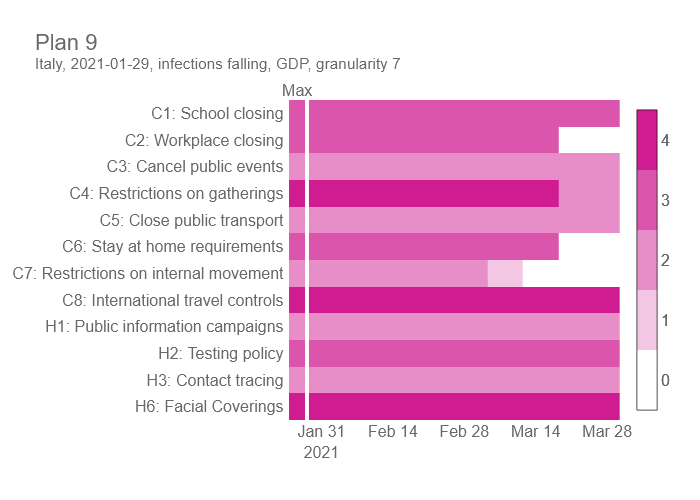 Plan 9
Italy, 2021-01-29, infections falling, GDP, granularity 7
Max
C1: School closing
C2: Workplace closing
C3: Cancel public events
C4: Restrictions on gatherings
C5: Close public transport
C6: Stay at home requirements
C7: Restrictions on internal movement
C8: International travel controls
H1: Public information campaigns
H2: Testing policy
H3: Contact tracing
H6: Facial Coverings
Jan 31 Feb 14 Feb 28 Mar 14 Mar 28
2021
4
3
2
1
0